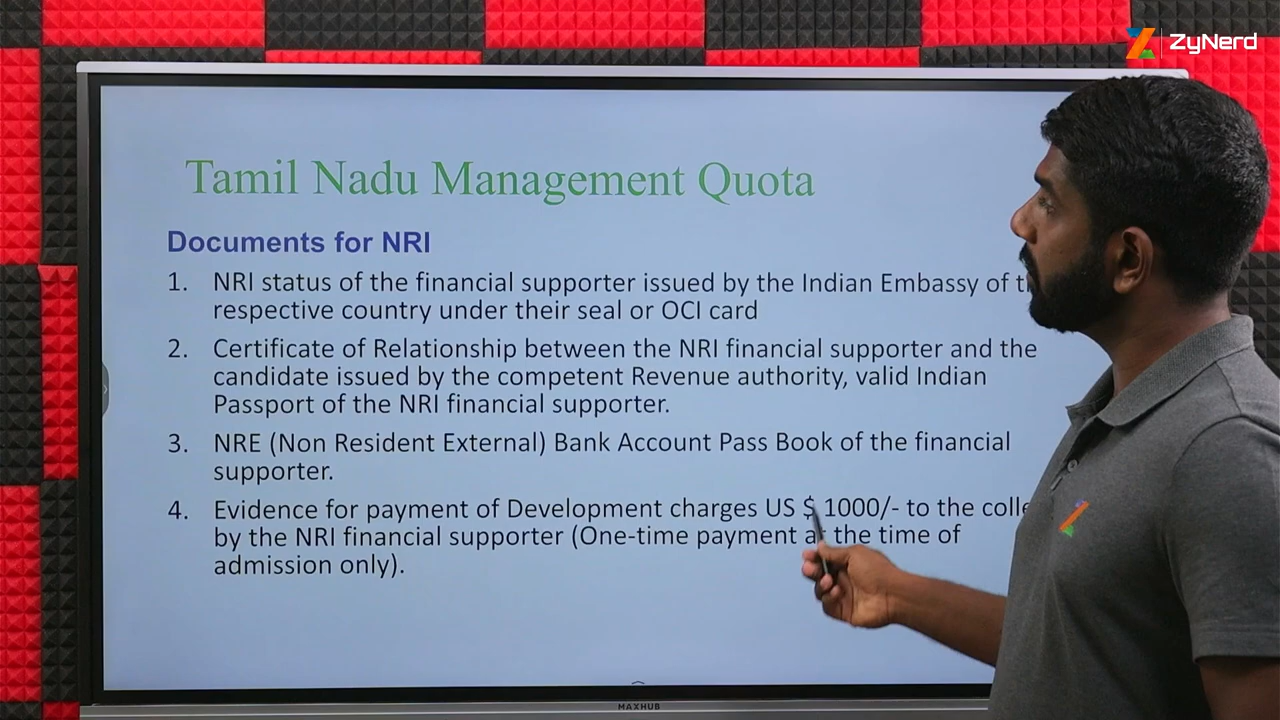 ZyNerd
Tamil Nadu Management Quota
Documents for NRI
1. NRI status of the financial supporter issued by the Indian Embassy of
respective country under their seal or OCI card
2. Certificate of Relationship between the NRI financial supporter and the
candidate issued by the competent Revenue authority, valid Indian
Passport of the NRI financial supporter.
3. NRE (Non Resident External) Bank Account Pass Book of the financial
supporter.
4. Evidence for payment of Development charges US $ 1000/- to the
by the NRI financial supporter (One-time payment at the time of
admission only).
MAXHUB